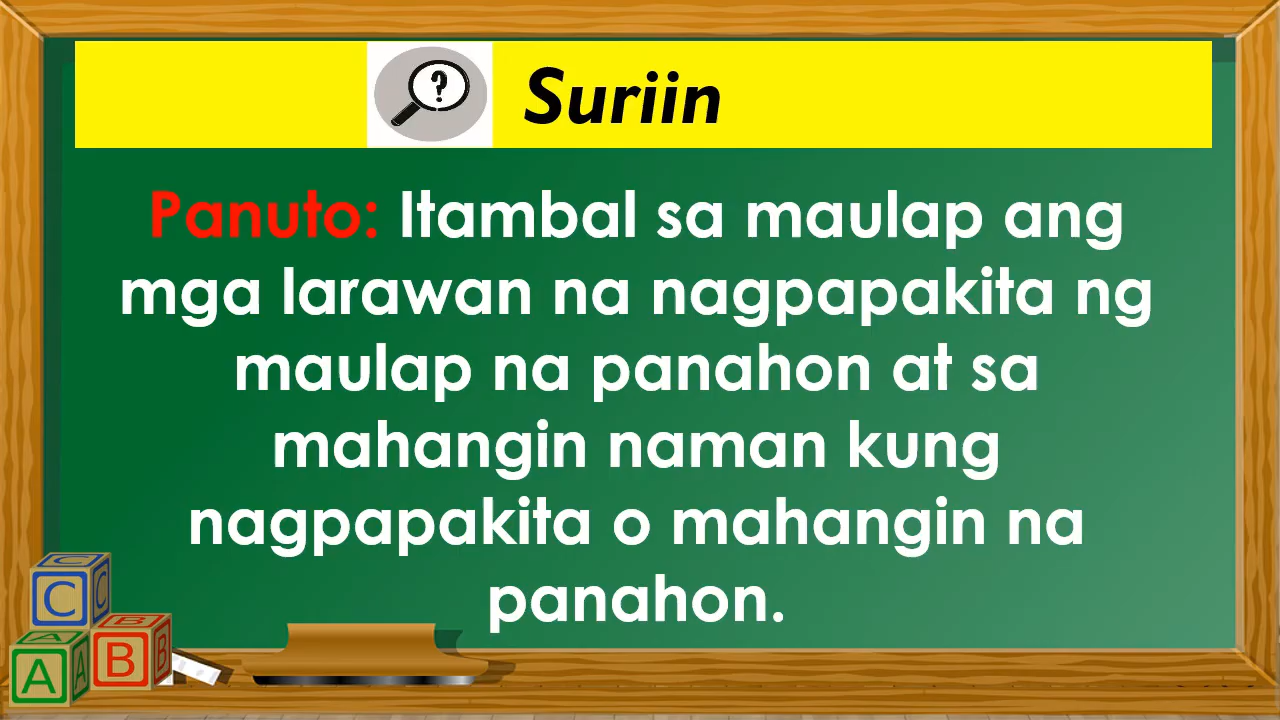 ?
Suriin
Panuto: Itambal sa maulap ang
mga larawan na nagpapakita ng
maulap na panahon at sa
mahangin naman kung
nagpapakita o mahangin na
panahon.
C C C
A A A
B B B